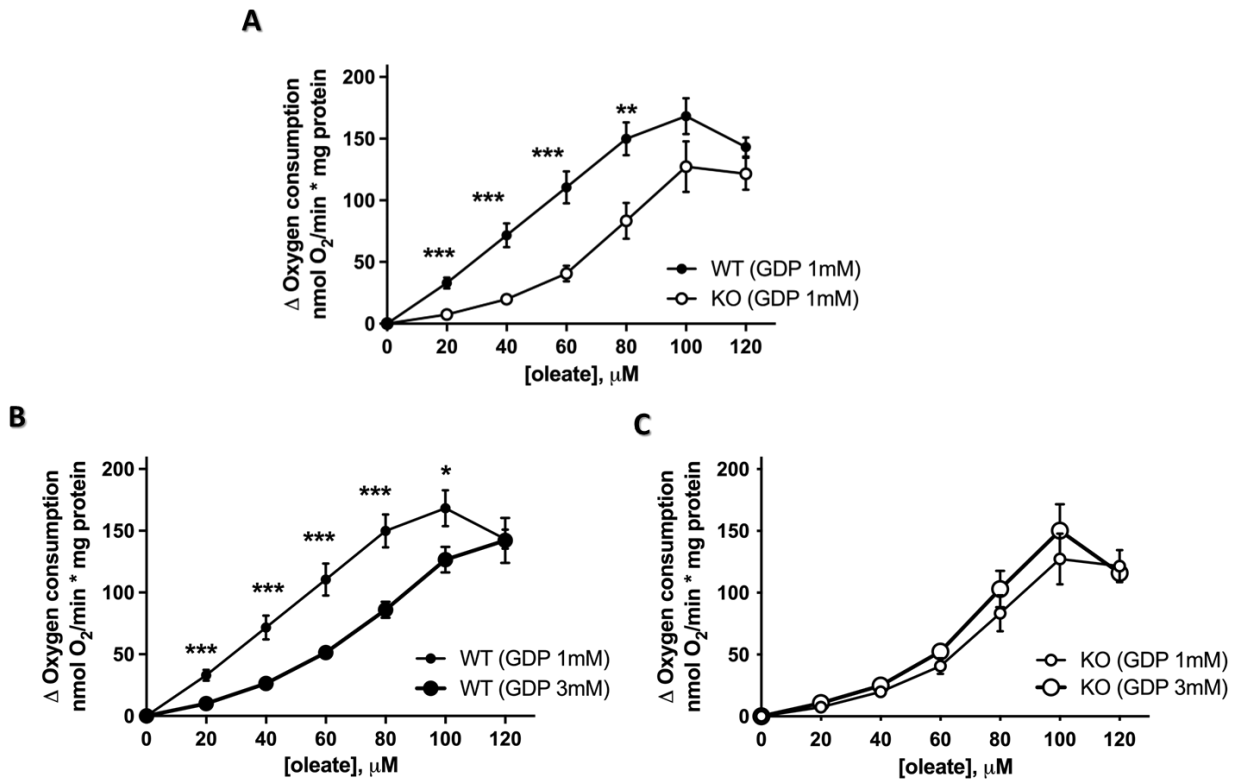 A
Δ Oxygen consumption
nmol O₂/min * mg protein
200
150
100
50
0
***
***
***
**
WT (GDP 1mM)
KO (GDP 1mM)
0 20 40 60 80 100 120
[oleate], μM
B
Δ Oxygen consumption
nmol O₂/min * mg protein
200
150
100
50
0
***
***
***
***
*
WT (GDP 1mM)
WT (GDP 3mM)
0 20 40 60 80 100 120
[oleate], μM
C
Δ Oxygen consumption
nmol O₂/min * mg protein
200
150
100
50
0
KO (GDP 1mM)
KO (GDP 3mM)
0 20 40 60 80 100 120
[oleate], μM